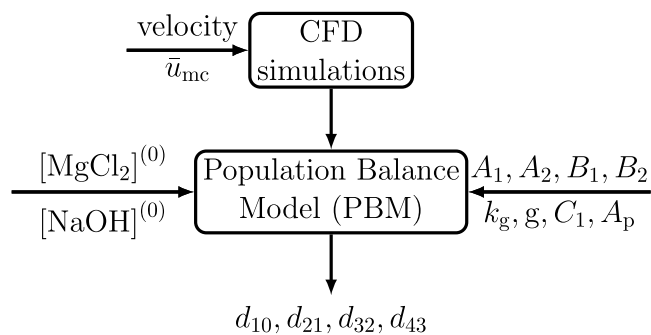 velocity
ū_mc
CFD
simulations
[MgCl₂]⁽⁰⁾
[NaOH]⁽⁰⁾
Population Balance
Model (PBM)
A₁, A₂, B₁, B₂
k_g, g, C₁, A_p
d₁₀, d₂₁, d₃₂, d₄₃